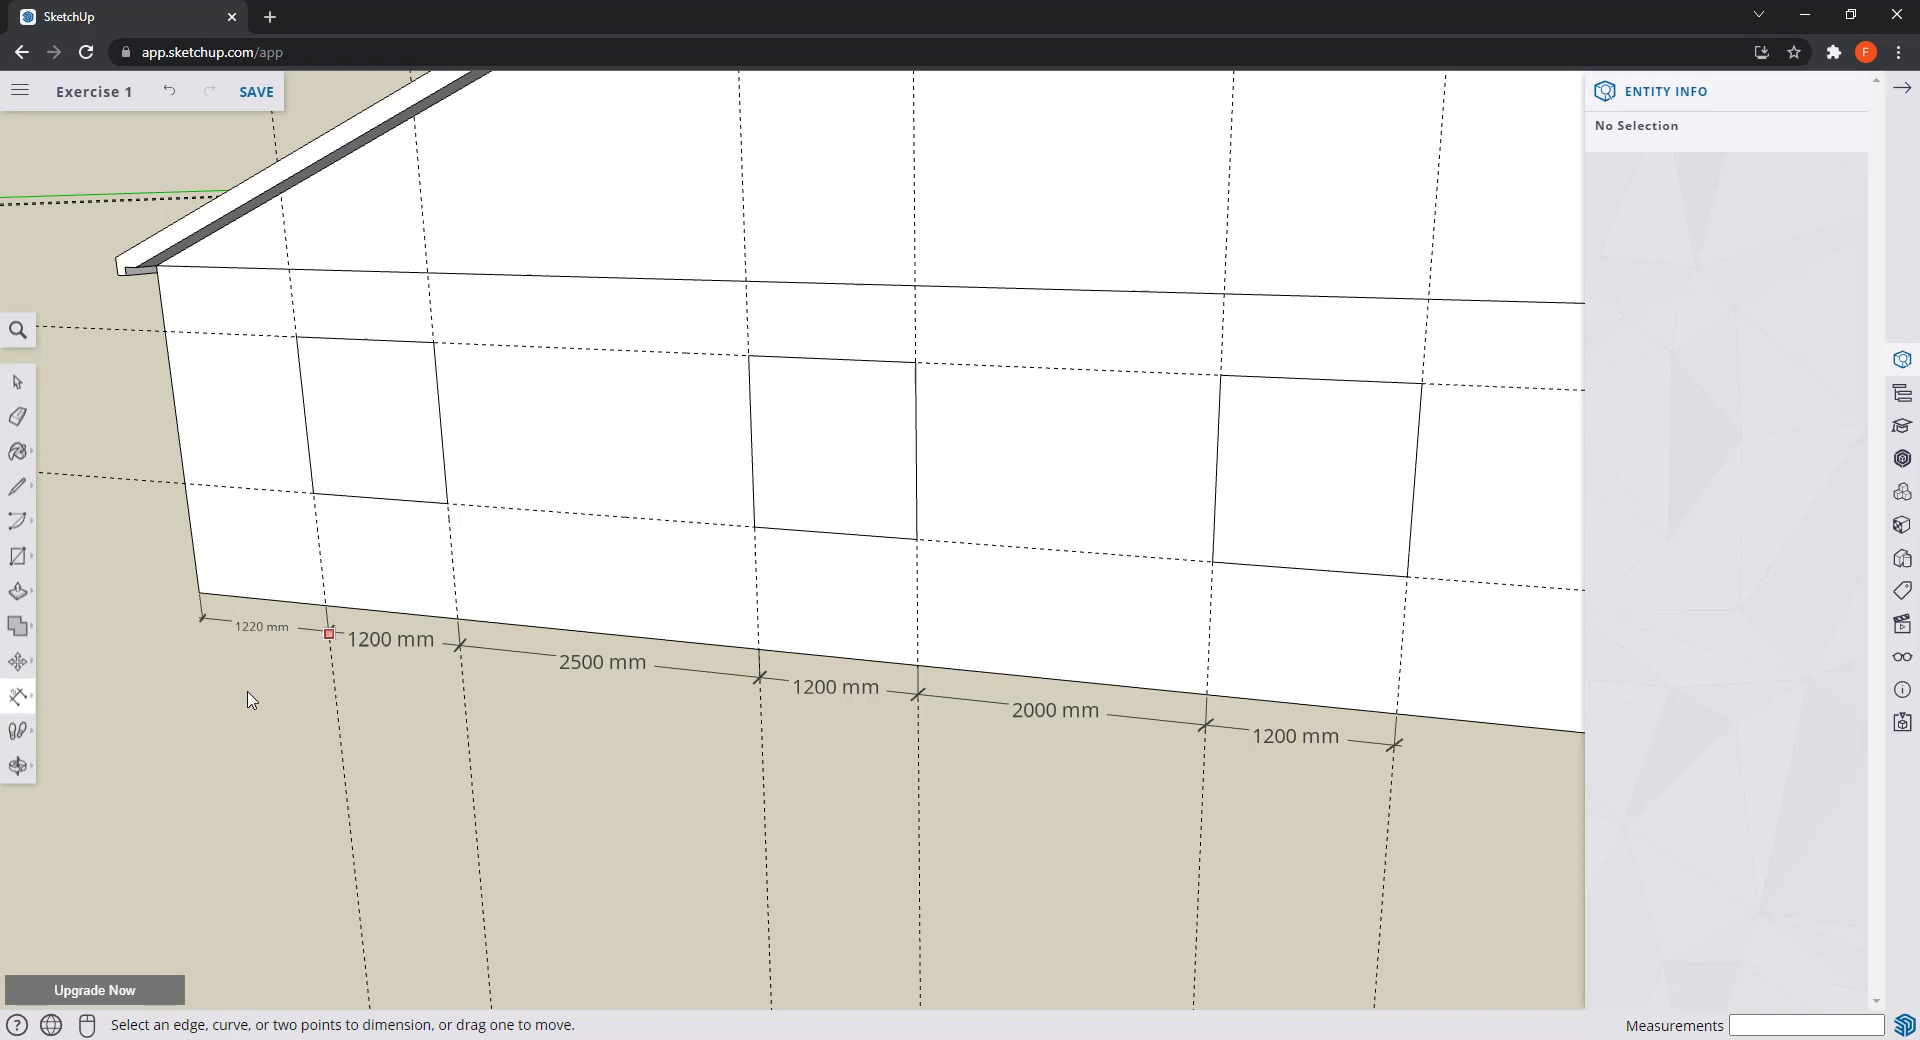 SketchUp
app.sketchup.com/app
F
Exercise 1
SAVE
ENTITY INFO
No Selection
1220 mm
1200 mm
2500 mm
1200 mm
2000 mm
1200 mm
Upgrade Now
Select an edge, curve, or two points to dimension, or drag one to move.
Measurements